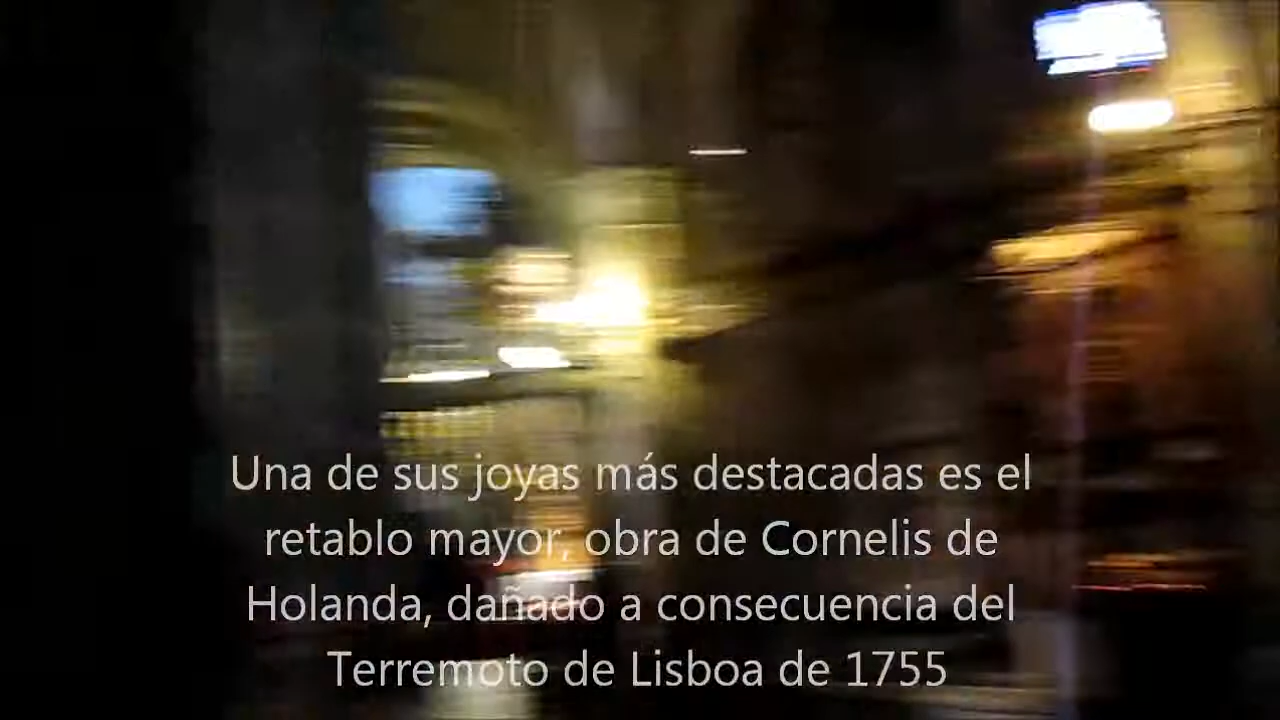 Una de sus joyas más destacadas es el
retablo mayor, obra de Cornelis de
Holanda, dañado a consecuencia del
Terremoto de Lisboa de 1755